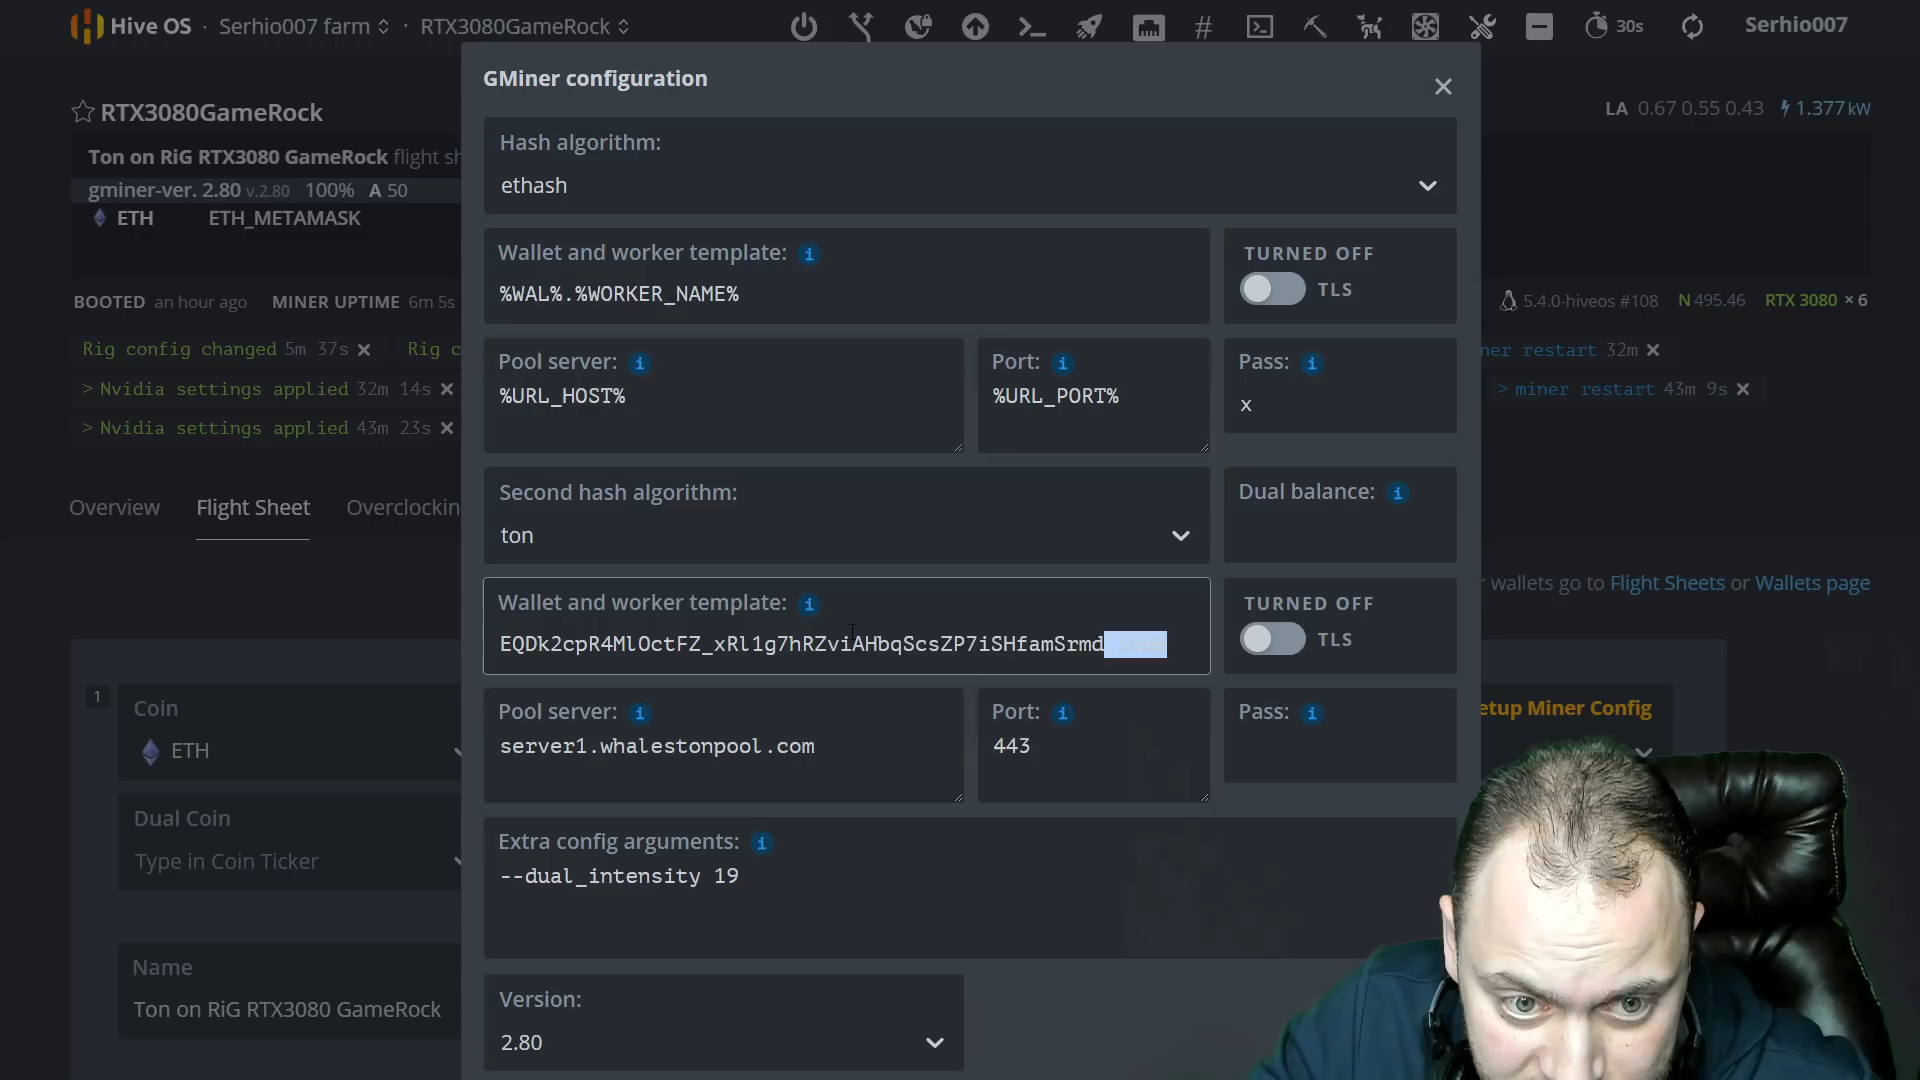 Hive OS · Serhio007 farm · RTX3080GameRock 30s Serhio007
GMiner configuration
RTX3080GameRock
LA 0.67 0.55 0.43 1.377 kW
Ton on RiG RTX3080 GameRock flight sh
gminer-ver. 2.80 v.2.80 100% A 50
ETH ETH_METAMASK
BOOTED an hour ago MINER UPTIME 6m 5s
5.4.0-hiveos #108 N 495.46 RTX 3080 × 6
Rig config changed 5m 37s Rig c
ner restart 32m
> Nvidia settings applied 32m 14s
> miner restart 43m 9s
> Nvidia settings applied 43m 23s
Overview Flight Sheet Overclockin
r wallets go to Flight Sheets or Wallets page
Hash algorithm:
ethash
Wallet and worker template:
%WAL%.%WORKER_NAME%
TURNED OFF
TLS
Pool server:
%URL_HOST%
Port:
%URL_PORT%
Pass:
x
Second hash algorithm:
ton
Dual balance:
Wallet and worker template:
EQDk2cpR4MlOctFZ_xRl1g7hRZviAHbqScsZP7iSHfamSrmd
TURNED OFF
TLS
Pool server:
server1.whalestonpool.com
Port:
443
Pass:
Extra config arguments:
--dual_intensity 19
Version:
2.80
1
Coin
ETH
Dual Coin
Type in Coin Ticker
Name
Ton on RiG RTX3080 GameRock
etup Miner Config